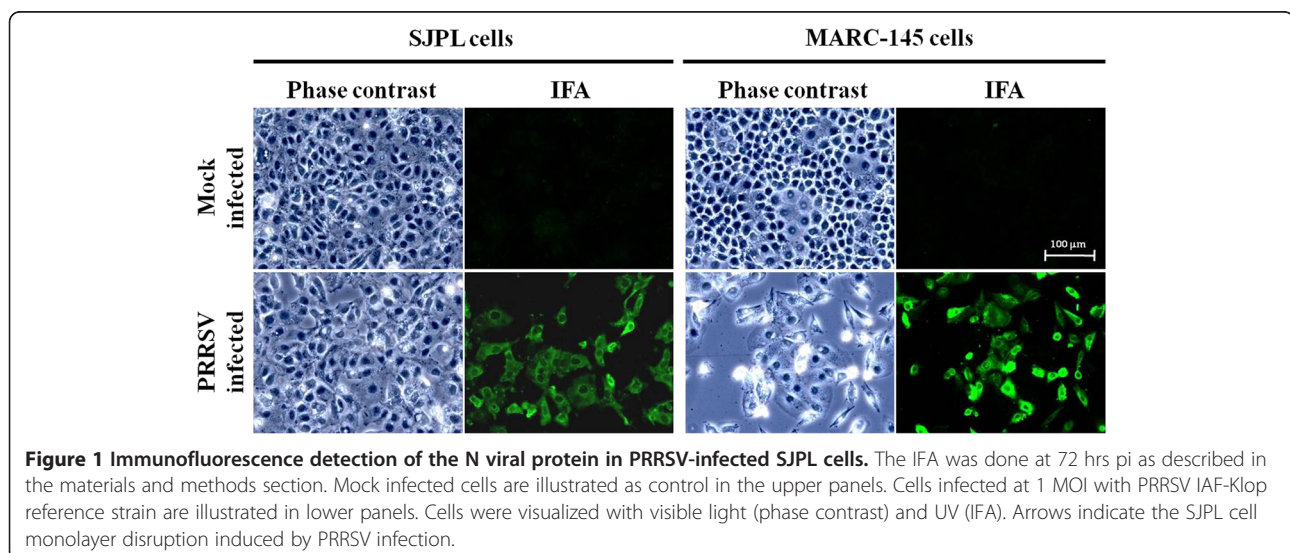 SJPL cells
MARC-145 cells
Phase contrast
IFA
Phase contrast
IFA
Mock
infected
100 µm
PRRSV
infected
Figure 1 Immunofluorescence detection of the N viral protein in PRRSV-infected SJPL cells. The IFA was done at 72 hrs pi as described in
the materials and methods section. Mock infected cells are illustrated as control in the upper panels. Cells infected at 1 MOI with PRRSV IAF-Klop
reference strain are illustrated in lower panels. Cells were visualized with visible light (phase contrast) and UV (IFA). Arrows indicate the SJPL cell
monolayer disruption induced by PRRSV infection.